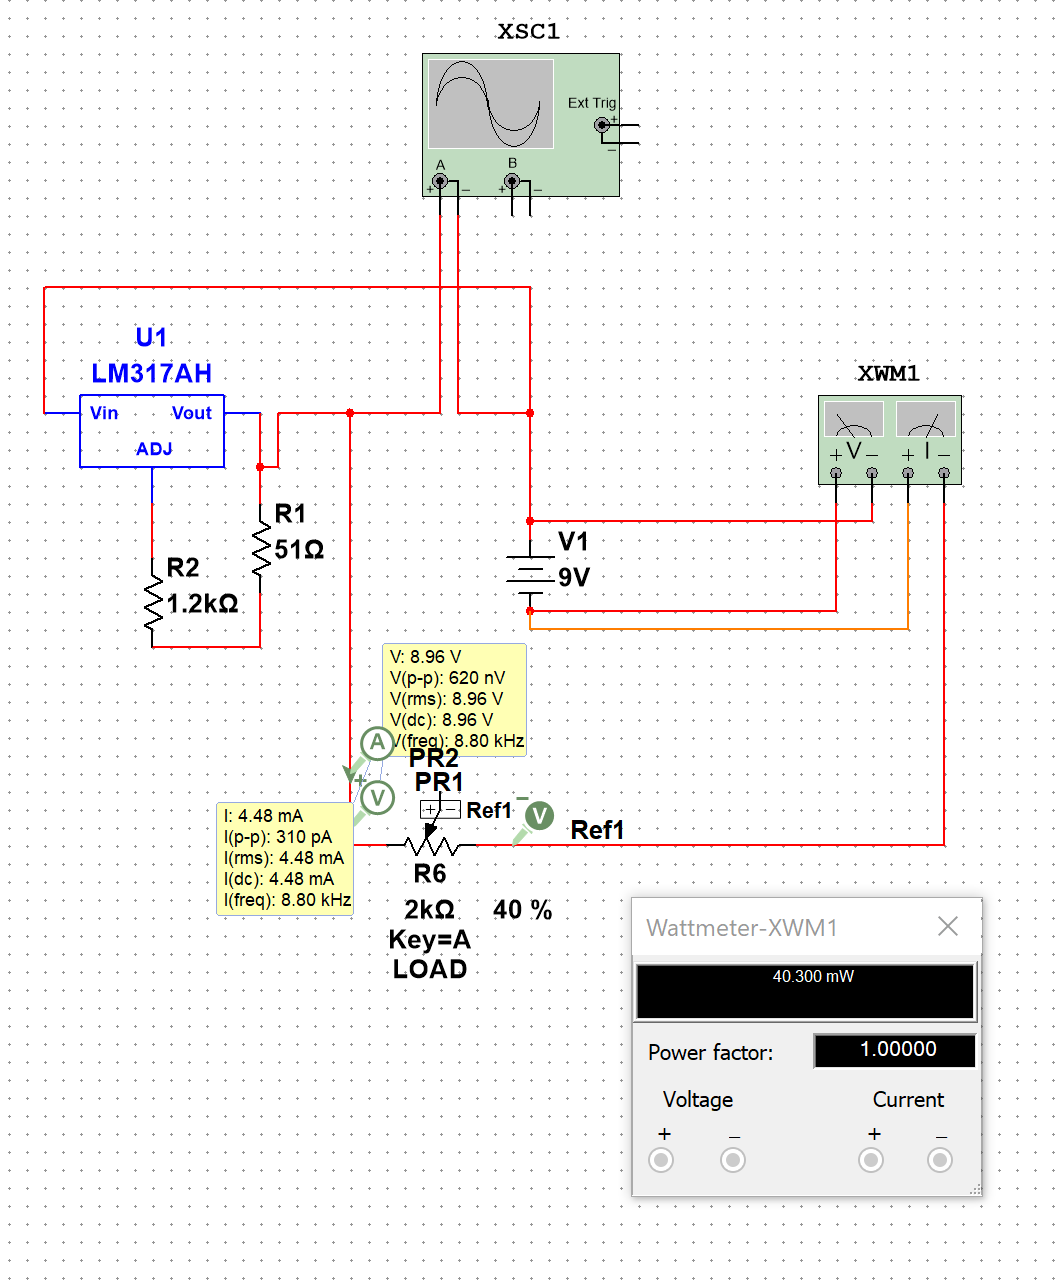 XSC1
Ext Trig
+
−
A
B
+ − + −
U1
LM317AH
Vin Vout
ADJ
XWM1
+ V − + I −
R1
51Ω
R2
1.2kΩ
V1
9V
V: 8.96 V
V(p-p): 620 nV
V(rms): 8.96 V
V(dc): 8.96 V
V(freq): 8.80 kHz
A
PR2
PR1
+
V
+ − Ref1
−
V
Ref1
I: 4.48 mA
I(p-p): 310 pA
I(rms): 4.48 mA
I(dc): 4.48 mA
I(freq): 8.80 kHz
R6
2kΩ 40 %
Key=A
LOAD
Wattmeter-XWM1
40.300 mW
Power factor: 1.00000
Voltage Current
+ − + −